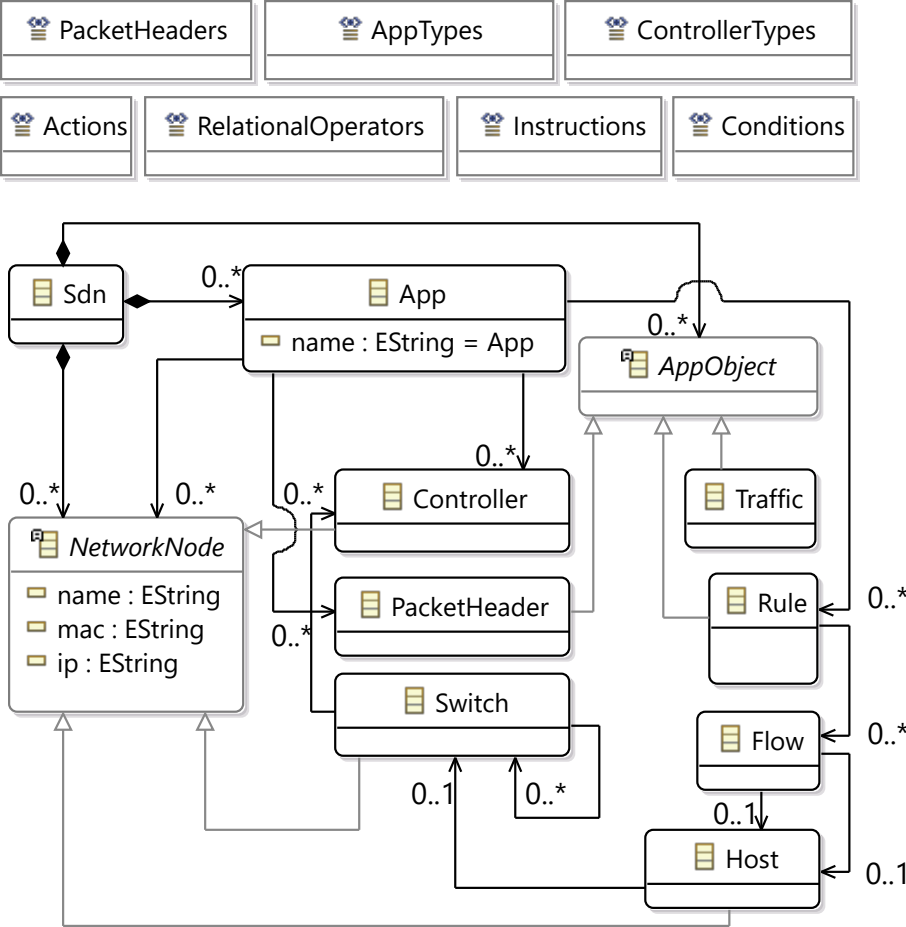 PacketHeaders
AppTypes
ControllerTypes
Actions
RelationalOperators
Instructions
Conditions
Sdn
0..*
App
name : EString = App
0..*
AppObject
0..*
0..*
0..*
0..*
Controller
Traffic
NetworkNode
name : EString
mac : EString
ip : EString
PacketHeader
0..*
Rule
0..*
Switch
Flow
0..*
0..1
0..*
0..1
Host
0..1